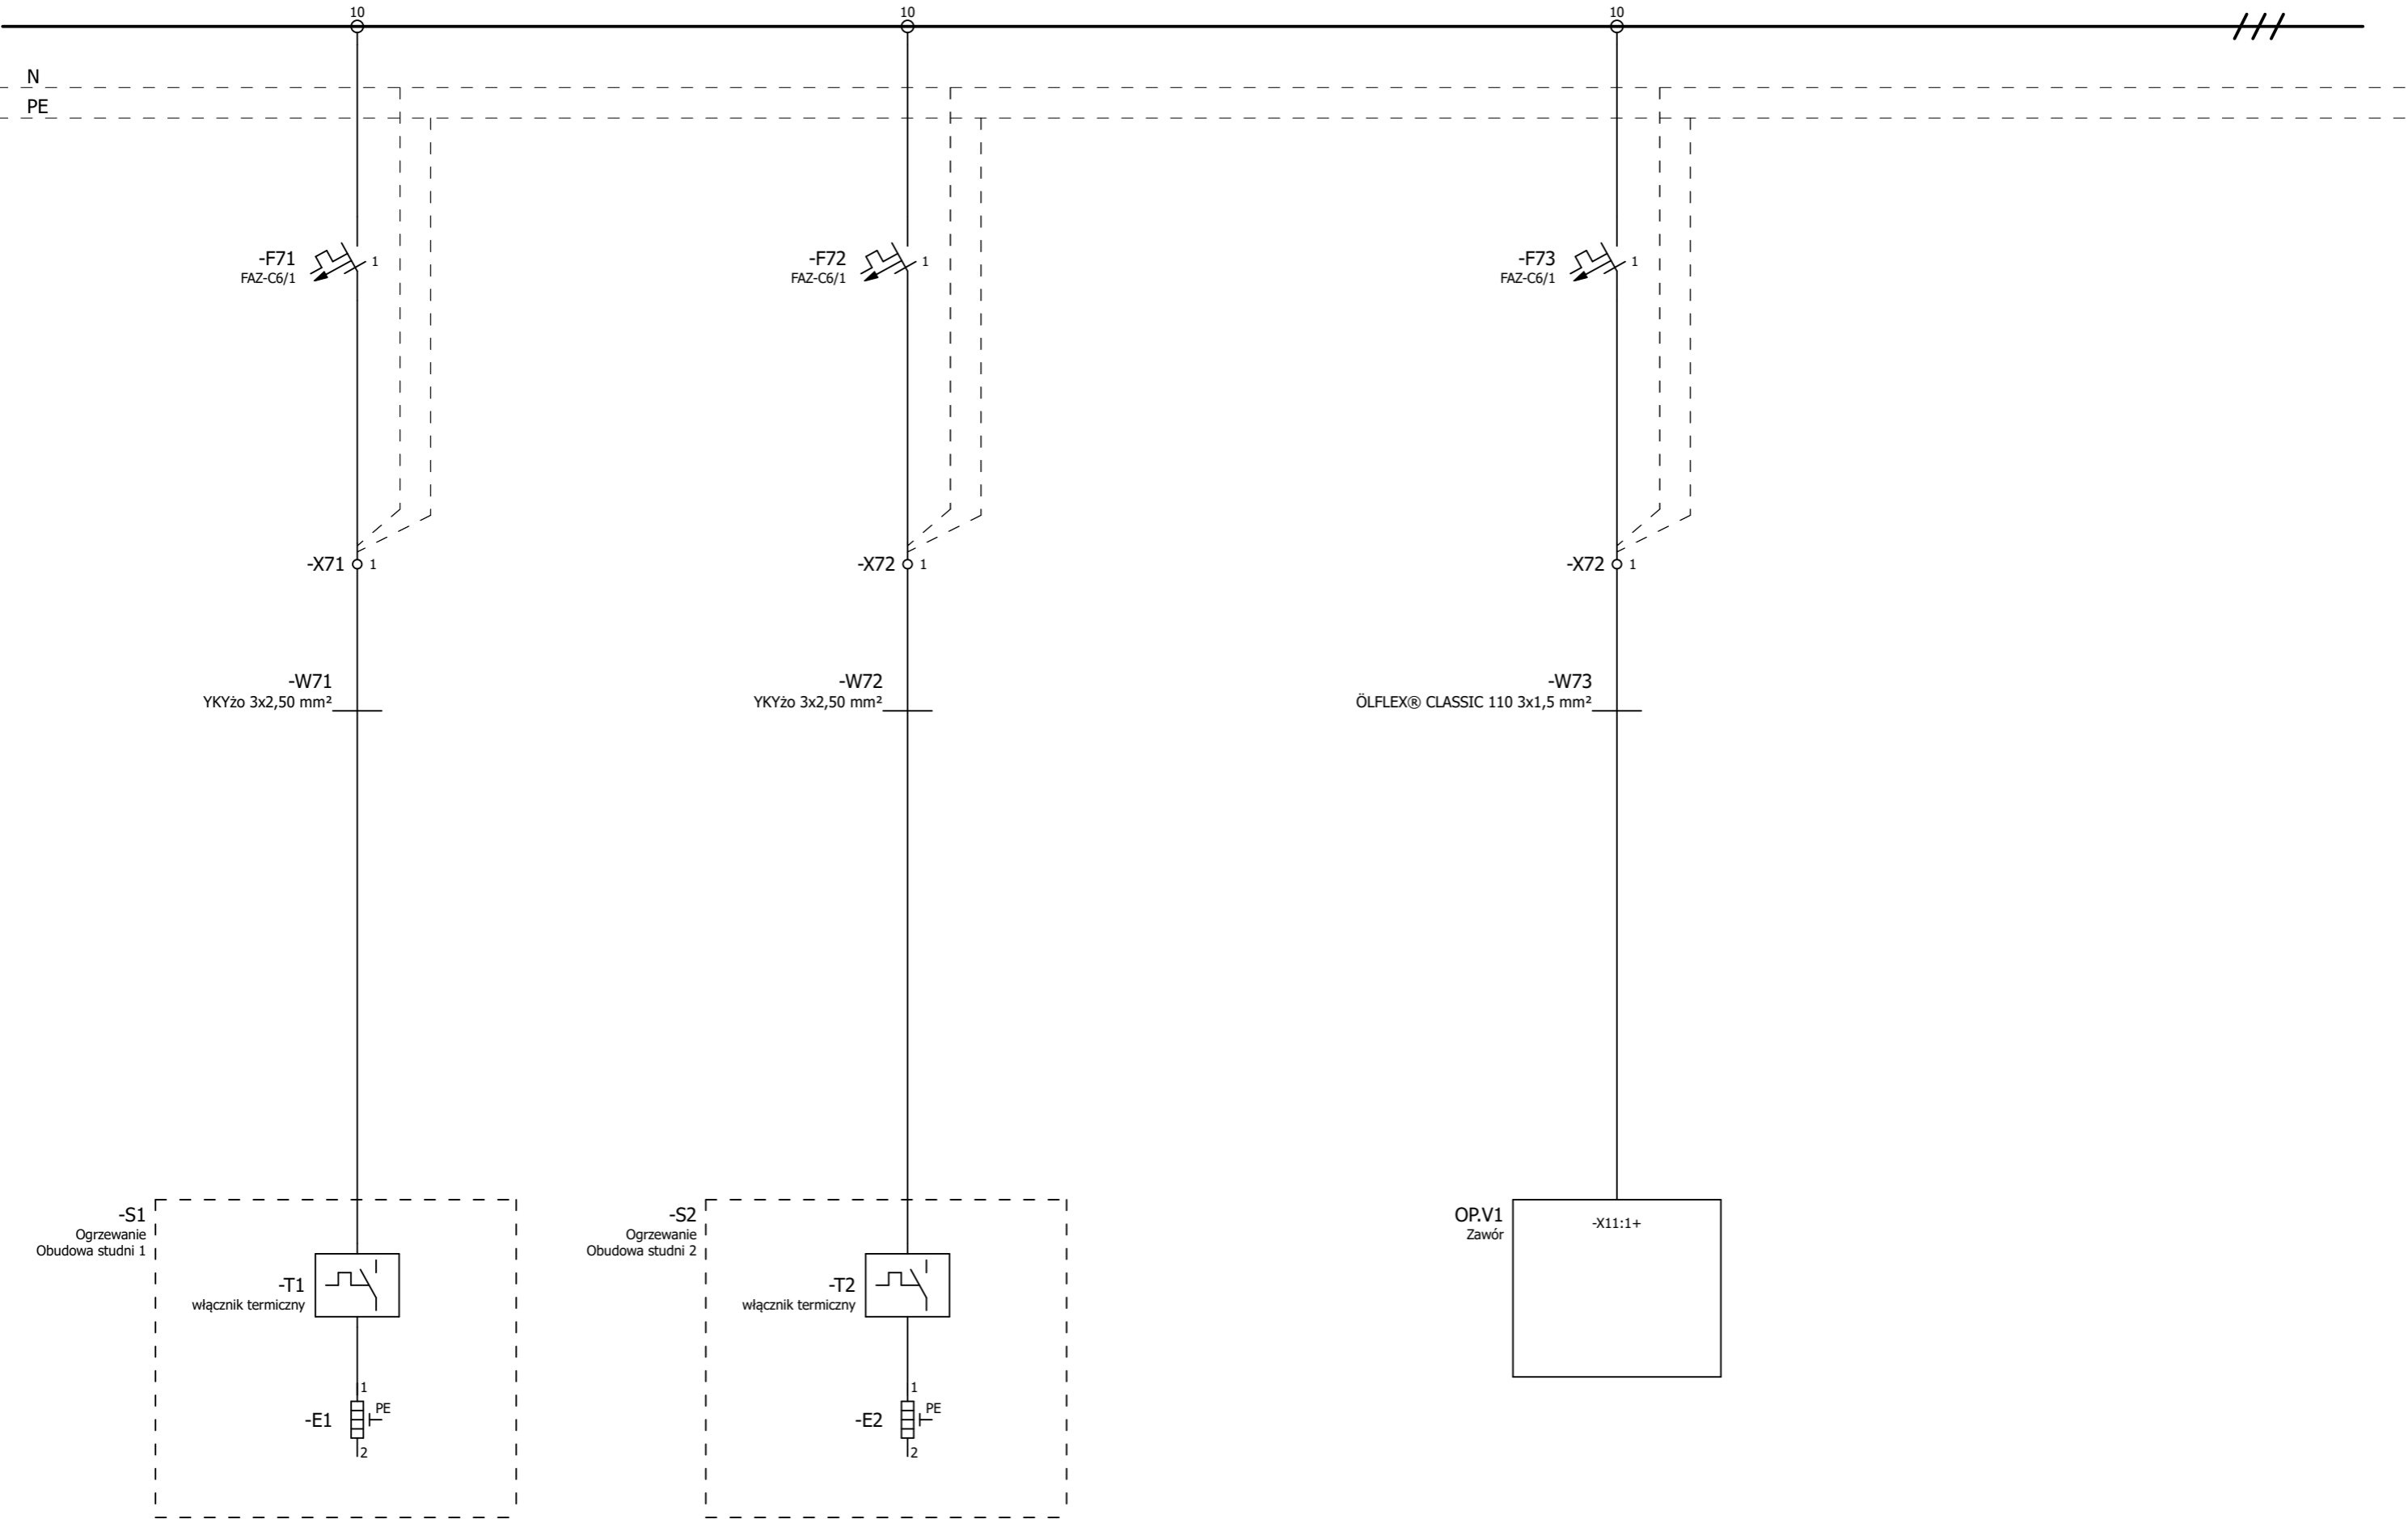 10
10
10
N
PE
-F71
FAZ-C6/1
1
-F72
FAZ-C6/1
1
-F73
FAZ-C6/1
1
-X71
1
-X72
1
-X72
1
-W71
YKYżo 3x2,50 mm²
-W72
YKYżo 3x2,50 mm²
-W73
ÖLFLEX® CLASSIC 110 3x1,5 mm²
-S1
Ogrzewanie
Obudowa studni 1
-T1
włącznik termiczny
1
-E1
PE
2
-S2
Ogrzewanie
Obudowa studni 2
-T2
włącznik termiczny
1
-E2
PE
2
OP.V1
Zawór
-X11:1+